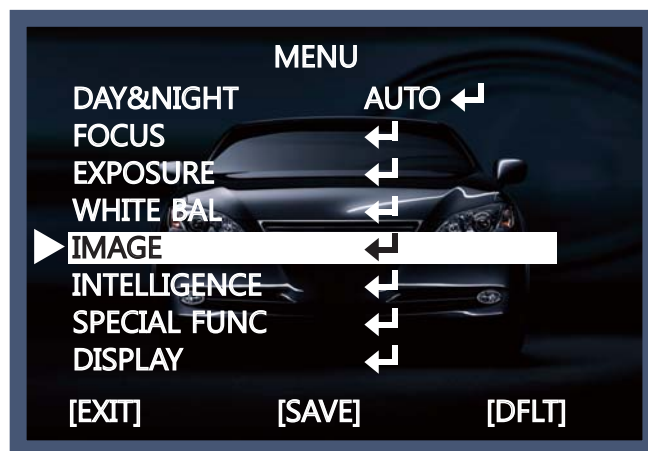 MENU
DAY&NIGHT AUTO ↵
FOCUS ↵
EXPOSURE ↵
WHITE BAL ↵
IMAGE ↵
INTELLIGENCE ↵
SPECIAL FUNC ↵
DISPLAY ↵
[EXIT] [SAVE] [DFLT]